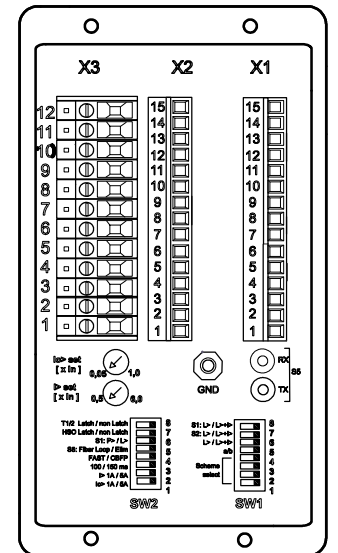 X3 X2 X1
12
11
10
9
8
7
6
5
4
3
2
1
15
14
13
12
11
10
9
8
7
6
5
4
3
2
1
15
14
13
12
11
10
9
8
7
6
5
4
3
2
1
Io> set
[ x In ]
0,05
1,0
I> set
[ x In ]
0,5
6,0
GND
RX
TX
S5
T1/2 Latch / non Latch
HSO Latch / non Latch
S1: P> / L>
S5: Fiber Loop / Elim
FAST / CBFP
100 / 150 ms
I> 1A / 5A
Io> 1A / 5A
8
7
6
5
4
3
2
1
SW2
S1: L> / L>+I>
S2: L> / L>+I>
L> / L>+I>
a/b
Scheme
select
8
7
6
5
4
3
2
1
SW1